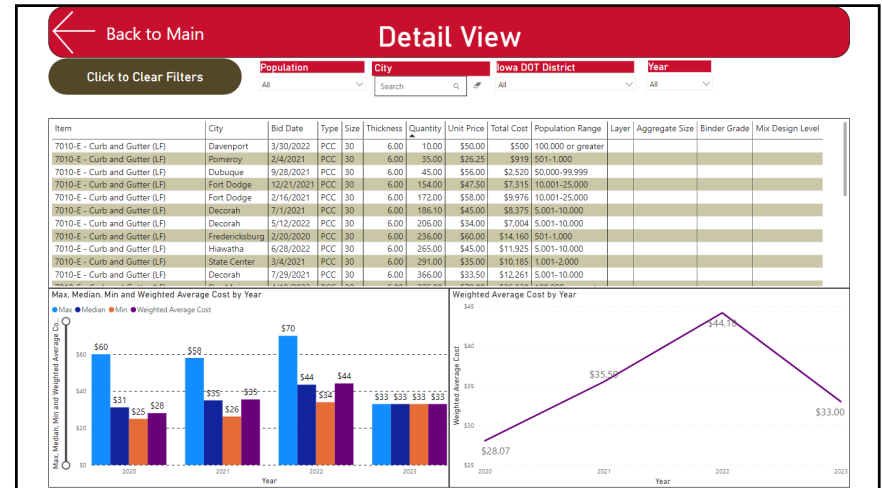 Back to Main
Detail View
Click to Clear Filters
Population
All
City
Search
Iowa DOT District
All
Year
All
Item City Bid Date Type Size Thickness Quantity Unit Price Total Cost Population Range Layer Aggregate Size Binder Grade Mix Design Level
7010-E - Curb and Gutter (LF) Davenport 3/30/2022 PCC 30 6.00 10.00 $50.00 $500 100,000 or greater
7010-E - Curb and Gutter (LF) Pomeroy 2/4/2021 PCC 30 6.00 35.00 $26.25 $919 501-1,000
7010-E - Curb and Gutter (LF) Dubuque 9/28/2021 PCC 30 6.00 45.00 $56.00 $2,520 50,000-99,999
7010-E - Curb and Gutter (LF) Fort Dodge 12/21/2021 PCC 30 6.00 154.00 $47.50 $7,315 10,001-25,000
7010-E - Curb and Gutter (LF) Fort Dodge 2/16/2021 PCC 30 6.00 172.00 $58.00 $9,976 10,001-25,000
7010-E - Curb and Gutter (LF) Decorah 7/1/2021 PCC 30 6.00 186.10 $45.00 $8,375 5,001-10,000
7010-E - Curb and Gutter (LF) Decorah 5/12/2022 PCC 30 6.00 206.00 $34.00 $7,004 5,001-10,000
7010-E - Curb and Gutter (LF) Fredericksburg 2/20/2020 PCC 30 6.00 236.00 $60.00 $14,160 501-1,000
7010-E - Curb and Gutter (LF) Hiawatha 6/28/2022 PCC 30 6.00 265.00 $45.00 $11,925 5,001-10,000
7010-E - Curb and Gutter (LF) State Center 3/4/2021 PCC 30 6.00 291.00 $35.00 $10,185 1,001-2,000
7010-E - Curb and Gutter (LF) Decorah 7/29/2021 PCC 30 6.00 366.00 $33.50 $12,261 5,001-10,000
Max, Median, Min and Weighted Average Cost by Year
Max Median Min Weighted Average Cost
Max, Median, Min and Weighted Average Co...
$60
$40
$20
$0
$60 $31 $25 $28
$58 $35 $26 $35
$70 $44 $34 $44
$33 $33 $33 $33
2020 2021 2022 2023
Year
Weighted Average Cost by Year
Weighted Average Cost
$45
$40
$35
$30
$25
$28.07
$44.18
$33.00
2020 2021 2022 2023
Year